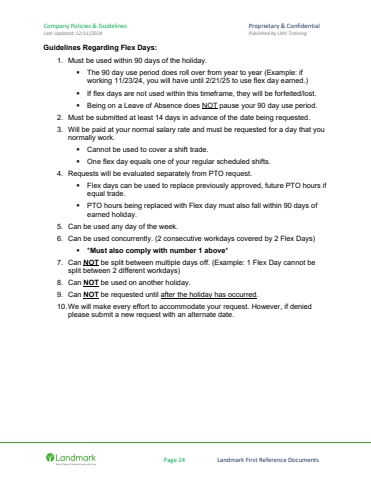 Company Policies & Guidelines
Proprietary & Confidential
Last Updated: 12/11/2024
Published by LMS Training
Guidelines Regarding Flex Days:
1. Must be used within 90 days of the holiday.
▪ The 90 day use period does roll over from year to year (Example: if
working 11/23/24, you will have until 2/21/25 to use flex day earned.)
▪ If flex days are not used within this timeframe, they will be forfeited/lost.
▪ Being on a Leave of Absence does NOT pause your 90 day use period.
2. Must be submitted at least 14 days in advance of the date being requested.
3. Will be paid at your normal salary rate and must be requested for a day that you
normally work.
▪ Cannot be used to cover a shift trade.
▪ One flex day equals one of your regular scheduled shifts.
4. Requests will be evaluated separately from PTO request.
▪ Flex days can be used to replace previously approved, future PTO hours if
equal trade.
▪ PTO hours being replaced with Flex day must also fall within 90 days of
earned holiday.
5. Can be used any day of the week.
6. Can be used concurrently. (2 consecutive workdays covered by 2 Flex Days)
▪ *Must also comply with number 1 above*
7. Can NOT be split between multiple days off. (Example: 1 Flex Day cannot be
split between 2 different workdays)
8. Can NOT be used on another holiday.
9. Can NOT be requested until after the holiday has occurred.
10. We will make every effort to accommodate your request. However, if denied
please submit a new request with an alternate date.
Landmark
Page 24
Landmark First Reference Documents